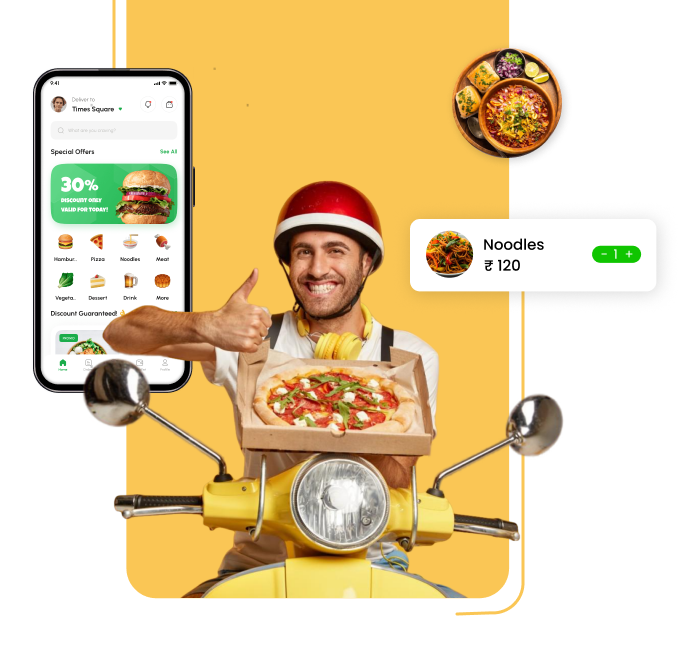 9:41
Deliver to
Times Square
What are you craving?
Special Offers
See All
30%
DISCOUNT ONLY
VALID FOR TODAY!
Hambur..
Pizza
Noodles
Meat
Vegeta..
Dessert
Drink
More
Discount Guaranteed!
PROMO
Home
Noodles
₹ 120
- 1 +